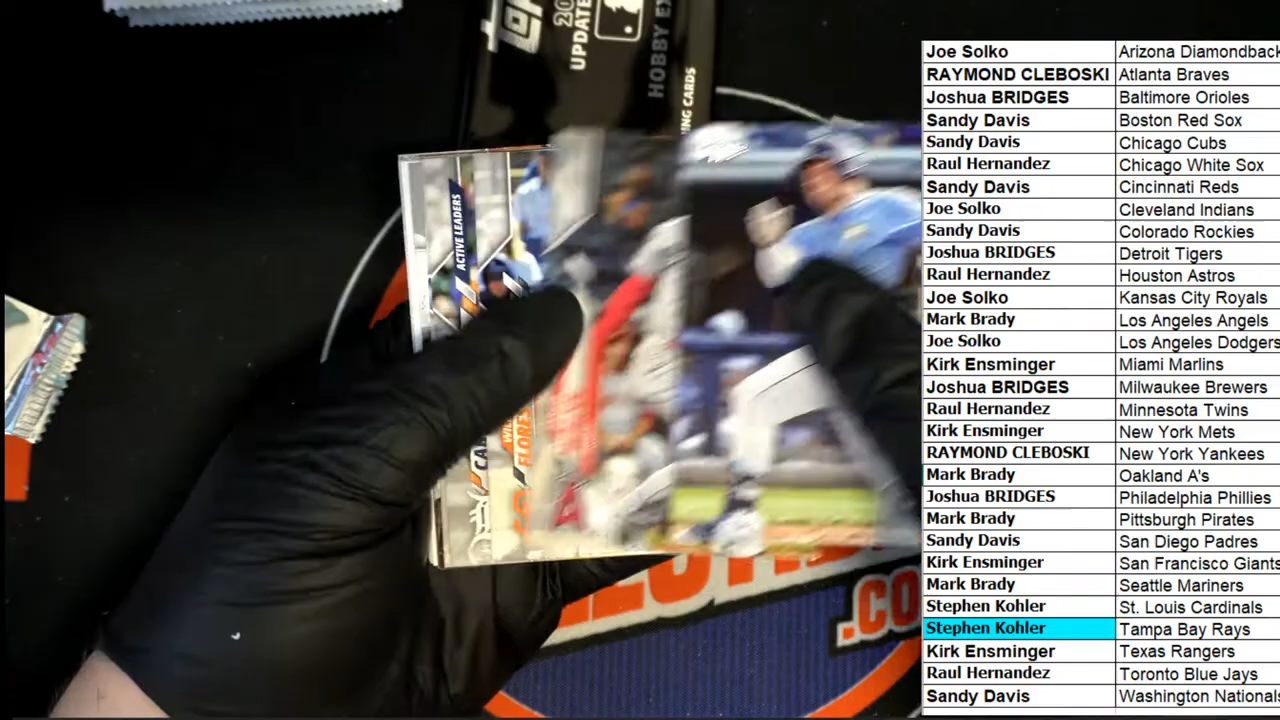 20
UPDATE
HOBBY
NG CARDS
ACTIVE LEADERS
FLORES
.CO
Joe Solko Arizona Diamondback
RAYMOND CLEBOSKI Atlanta Braves
Joshua BRIDGES Baltimore Orioles
Sandy Davis Boston Red Sox
Sandy Davis Chicago Cubs
Raul Hernandez Chicago White Sox
Sandy Davis Cincinnati Reds
Joe Solko Cleveland Indians
Sandy Davis Colorado Rockies
Joshua BRIDGES Detroit Tigers
Raul Hernandez Houston Astros
Joe Solko Kansas City Royals
Mark Brady Los Angeles Angels
Joe Solko Los Angeles Dodgers
Kirk Ensminger Miami Marlins
Joshua BRIDGES Milwaukee Brewers
Raul Hernandez Minnesota Twins
Kirk Ensminger New York Mets
RAYMOND CLEBOSKI New York Yankees
Mark Brady Oakland A's
Joshua BRIDGES Philadelphia Phillies
Mark Brady Pittsburgh Pirates
Sandy Davis San Diego Padres
Kirk Ensminger San Francisco Giants
Mark Brady Seattle Mariners
Stephen Kohler St. Louis Cardinals
Stephen Kohler Tampa Bay Rays
Kirk Ensminger Texas Rangers
Raul Hernandez Toronto Blue Jays
Sandy Davis Washington Nationals